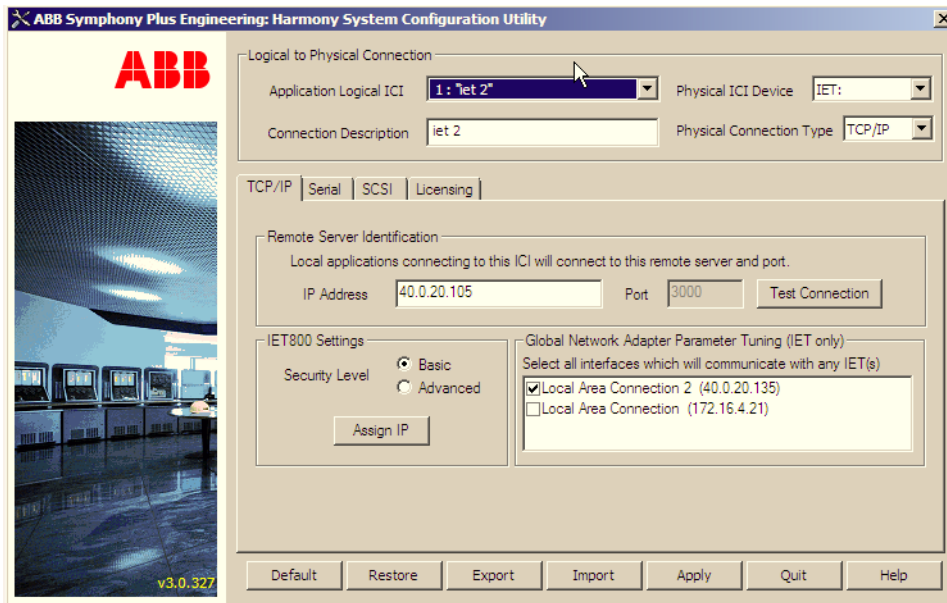 ABB Symphony Plus Engineering: Harmony System Configuration Utility
ABB
Logical to Physical Connection
Application Logical ICI
1 : "iet 2"
Physical ICI Device
IET:
Connection Description
iet 2
Physical Connection Type
TCP/IP
TCP/IP
Serial
SCSI
Licensing
Remote Server Identification
Local applications connecting to this ICI will connect to this remote server and port.
IP Address
40.0.20.105
Port
3000
Test Connection
IET800 Settings
Security Level
Basic
Advanced
Assign IP
Global Network Adapter Parameter Tuning (IET only)
Select all interfaces which will communicate with any IET(s)
Local Area Connection 2 (40.0.20.135)
Local Area Connection (172.16.4.21)
v3.0.327
Default
Restore
Export
Import
Apply
Quit
Help